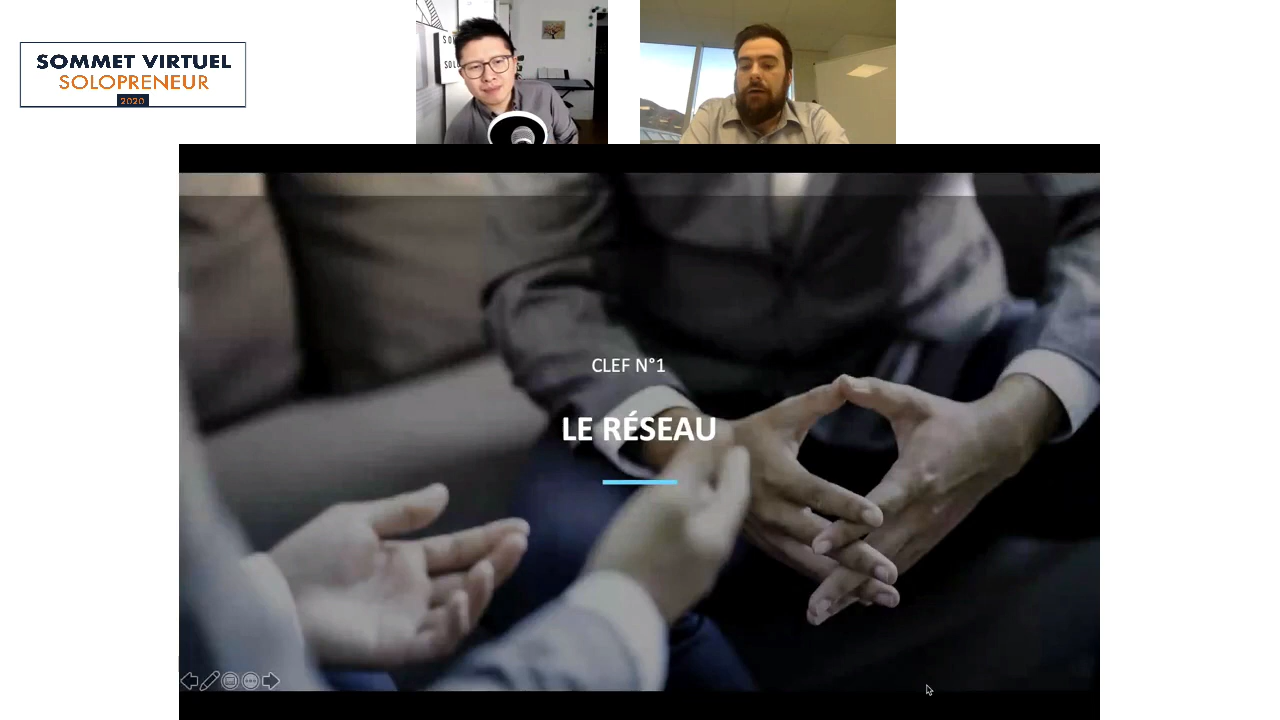 SOMMET VIRTUEL
SOLOPRENEUR
2020
CLEF N°1
LE RÉSEAU